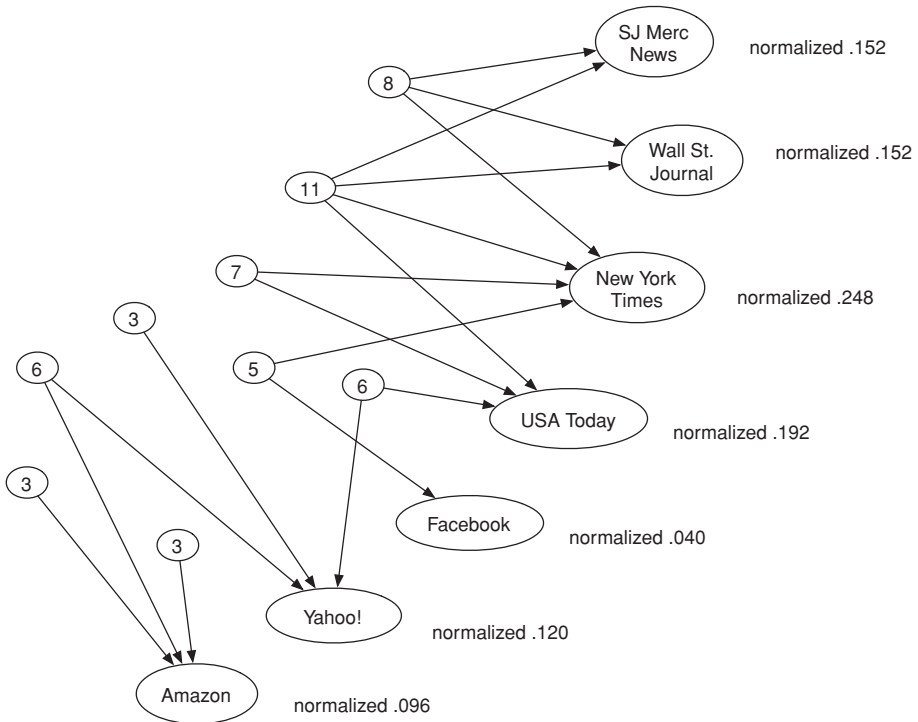 SJ Merc
News
normalized .152
8
Wall St.
Journal
normalized .152
11
7
New York
Times
normalized .248
3
6
5
6
USA Today
normalized .192
3
Facebook
normalized .040
3
Yahoo!
normalized .120
Amazon
normalized .096